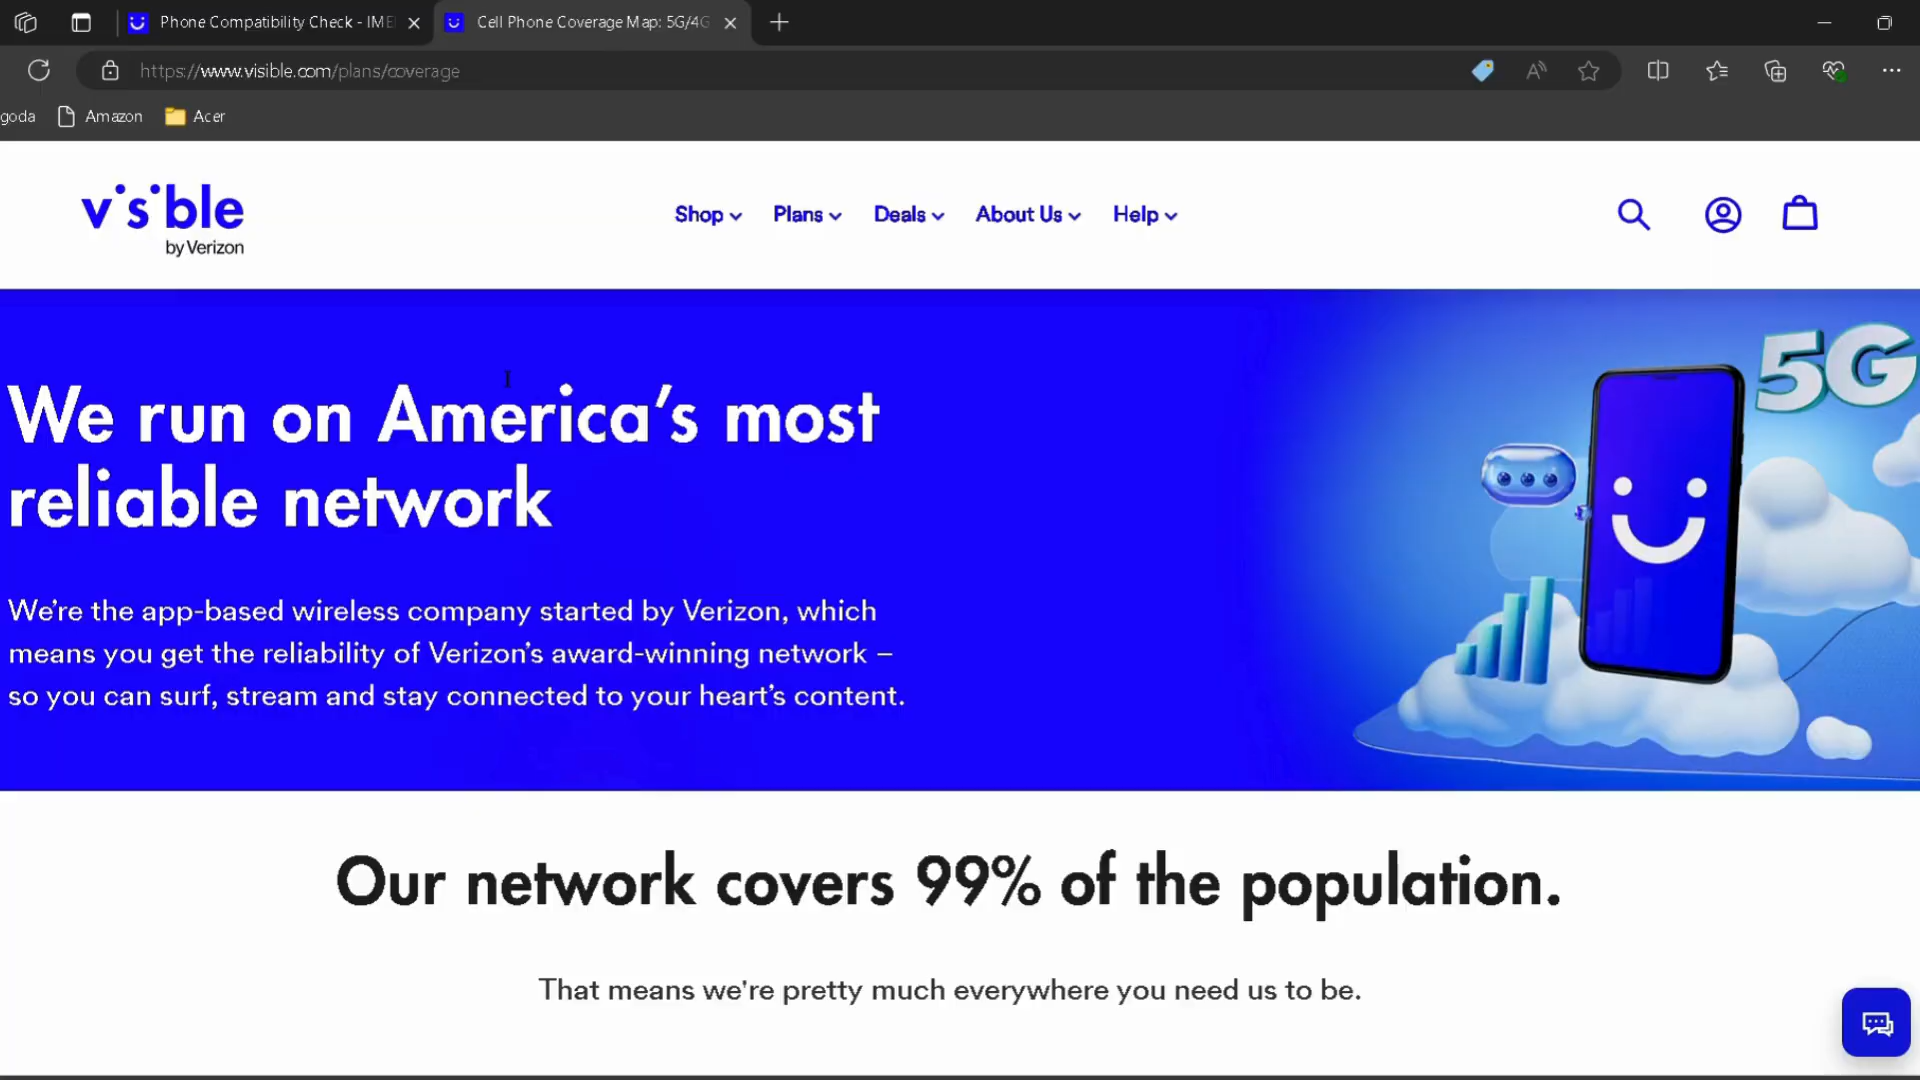 Phone Compatibility Check - IME
Cell Phone Coverage Map: 5G/4G
https://www.visible.com/plans/coverage
goda
Amazon
Acer
visible
by Verizon
Shop
Plans
Deals
About Us
Help
We run on America's most
reliable network
We're the app-based wireless company started by Verizon, which
means you get the reliability of Verizon's award-winning network –
so you can surf, stream and stay connected to your heart's content.
5G
Our network covers 99% of the population.
That means we're pretty much everywhere you need us to be.